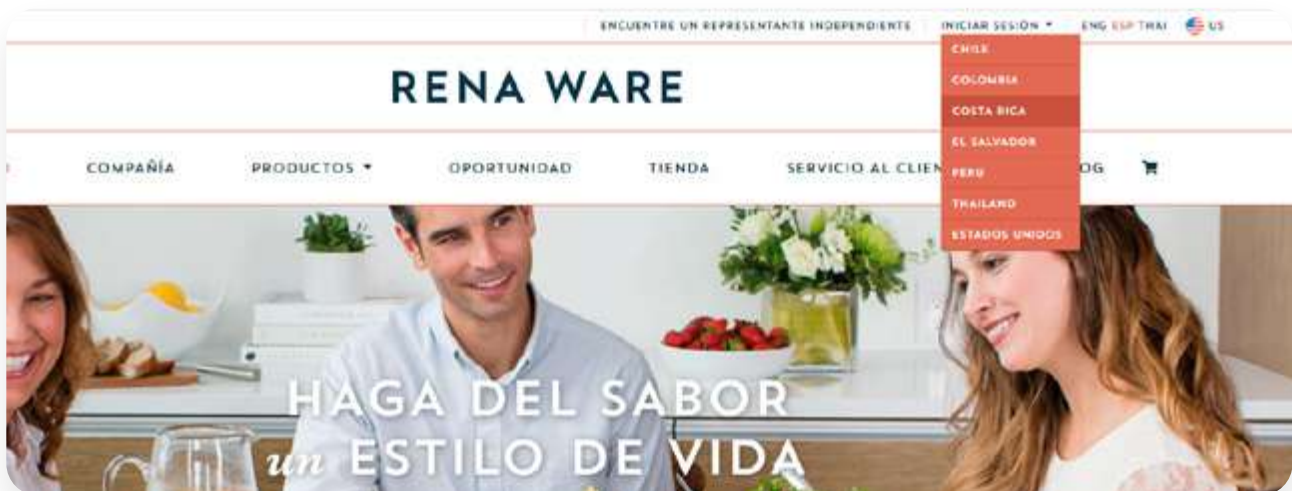 ENCUENTRE UN REPRESENTANTE INDEPENDIENTE INICIAR SESIÓN ENG ESP THAI US
CHILE
COLOMBIA
COSTA RICA
EL SALVADOR
PERU
THAILAND
ESTADOS UNIDOS
RENA WARE
COMPAÑÍA PRODUCTOS OPORTUNIDAD TIENDA SERVICIO AL CLIEN OG
HAGA DEL SABOR
un ESTILO DE VIDA